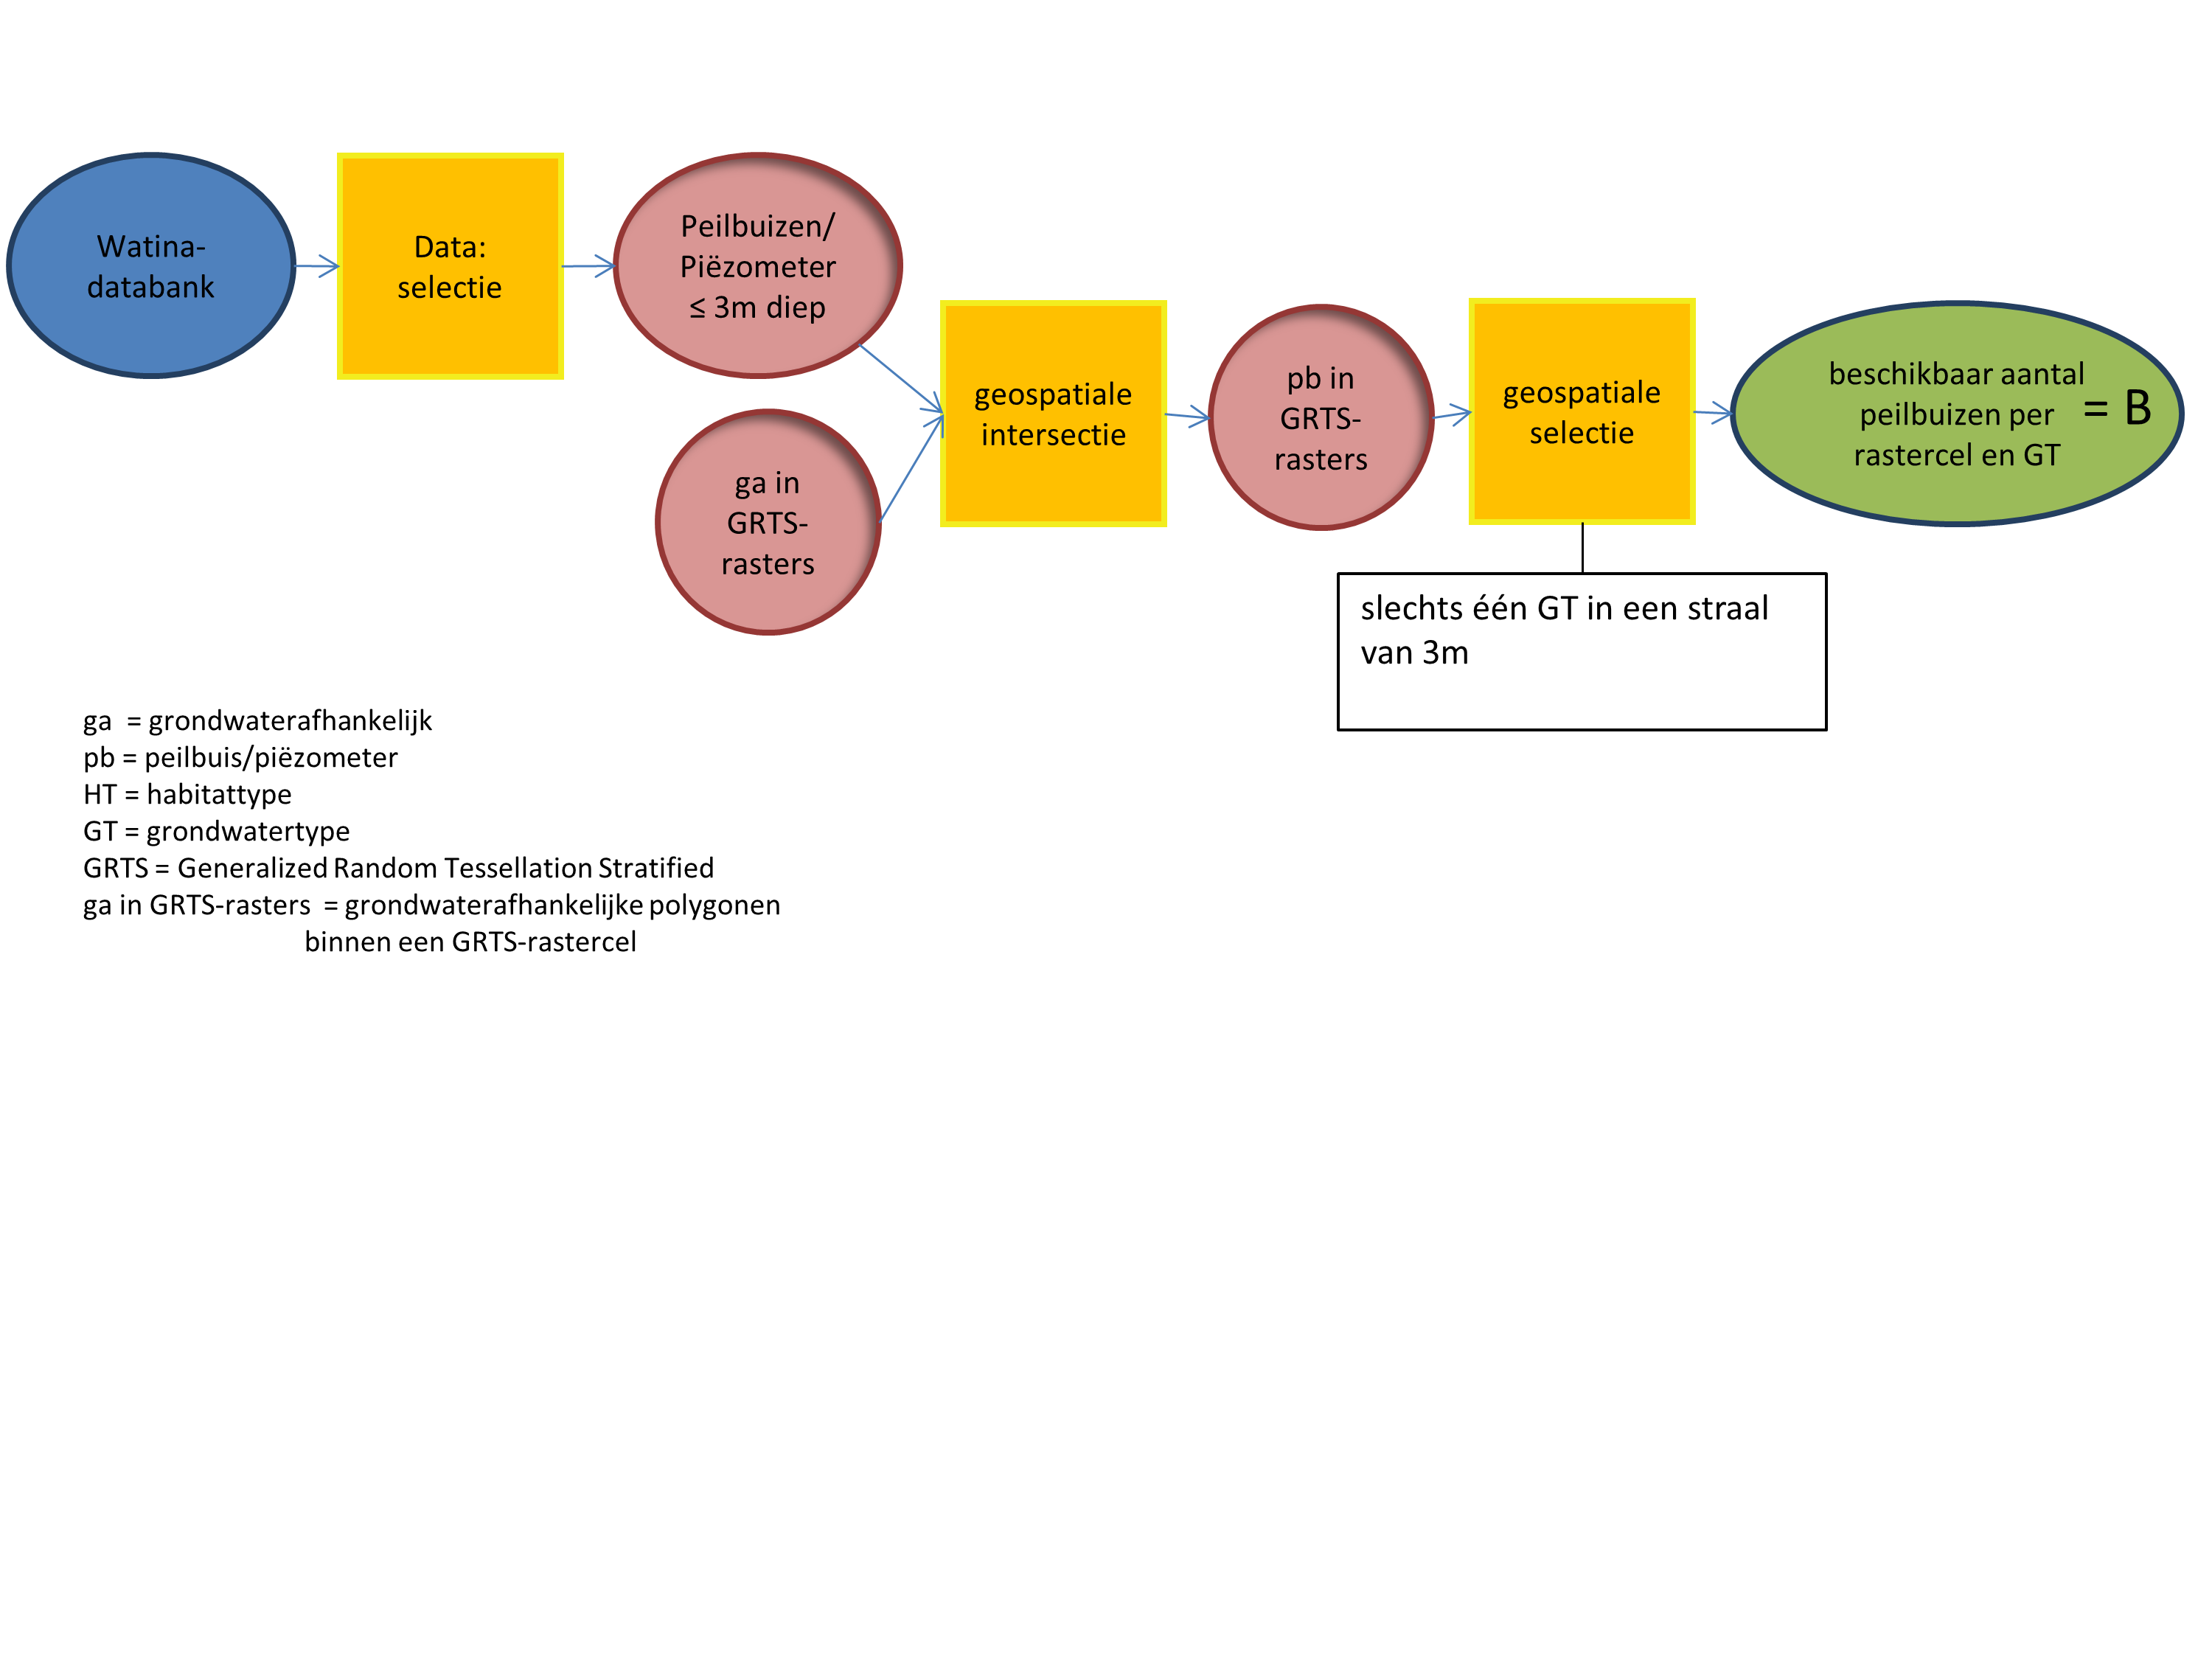 Watina-
databank
Data:
selectie
Peilbuizen/
Piëzometer
≤ 3m diep
ga in
GRTS-
rasters
geospatiale
intersectie
pb in
GRTS-
rasters
geospatiale
selectie
beschikbaar aantal
peilbuizen per
rastercel en GT
= B
slechts één GT in een straal
van 3m
ga = grondwaterafhankelijk
pb = peilbuis/piëzometer
HT = habitattype
GT = grondwatertype
GRTS = Generalized Random Tessellation Stratified
ga in GRTS-rasters = grondwaterafhankelijke polygonen
binnen een GRTS-rastercel